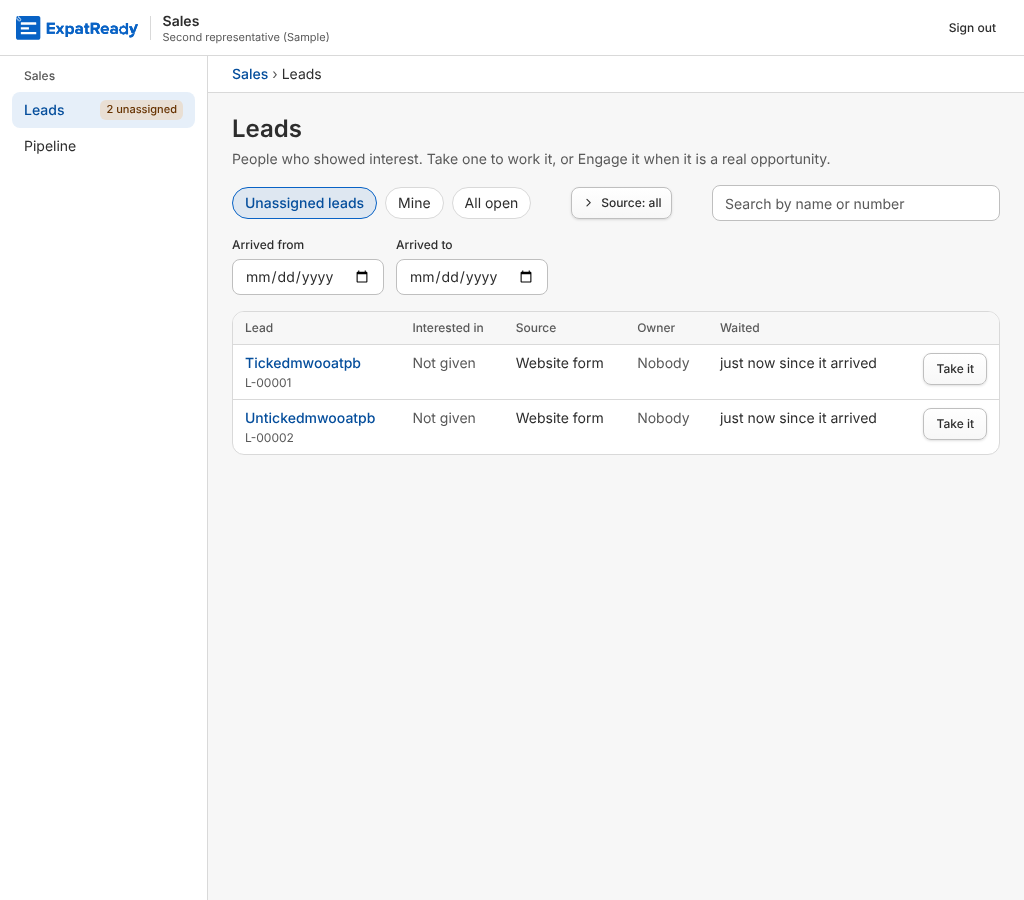 ExpatReady
Sales
Second representative (Sample)
Sign out
Sales
Leads
2 unassigned
Pipeline
Sales › Leads
Leads
People who showed interest. Take one to work it, or Engage it when it is a real opportunity.
Unassigned leads
Mine
All open
Source: all
Search by name or number
Arrived from
Arrived to
mm/dd/yyyy
mm/dd/yyyy
Lead Interested in Source Owner Waited
Tickedmwooatpb Not given Website form Nobody just now since it arrived Take it
L-00001
Untickedmwooatpb Not given Website form Nobody just now since it arrived Take it
L-00002